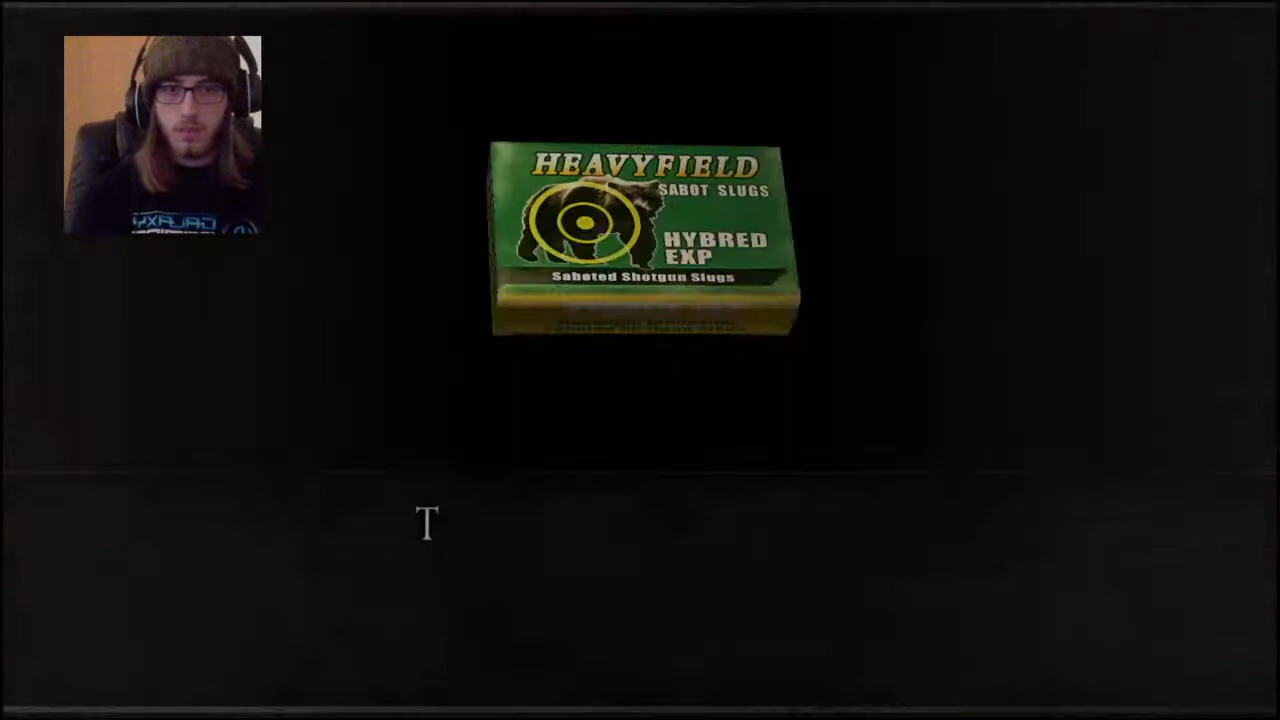 HEAVYFIELD
SABOT SLUGS
HYBRED
EXP
Saboted Shotgun Slugs
T